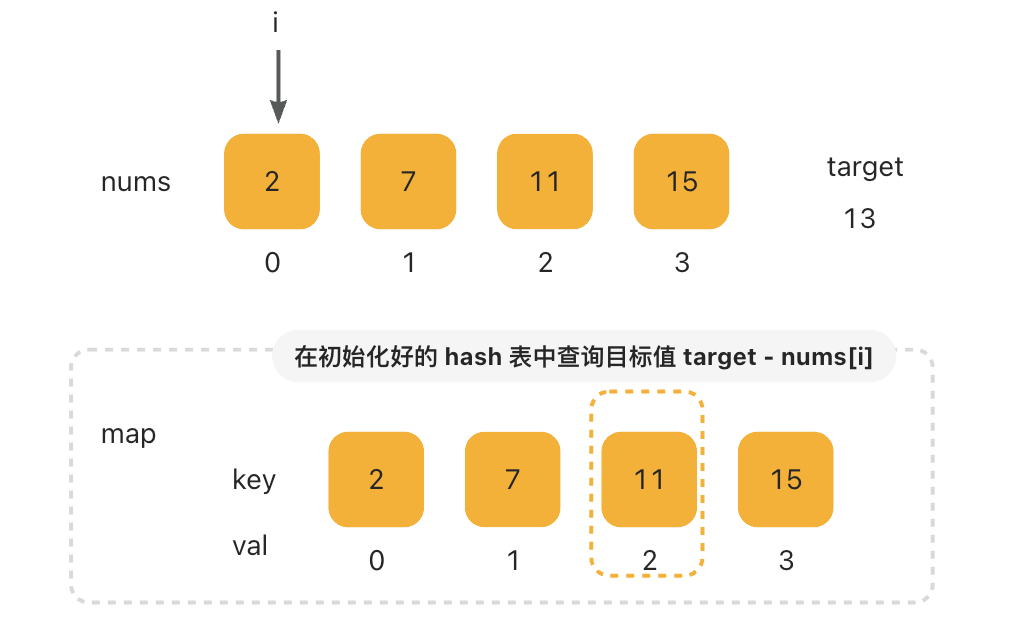 i
nums 2 7 11 15 target
13
0 1 2 3
在初始化好的 hash 表中查询目标值 target - nums[i]
map
key 2 7 11 15
val 0 1 2 3